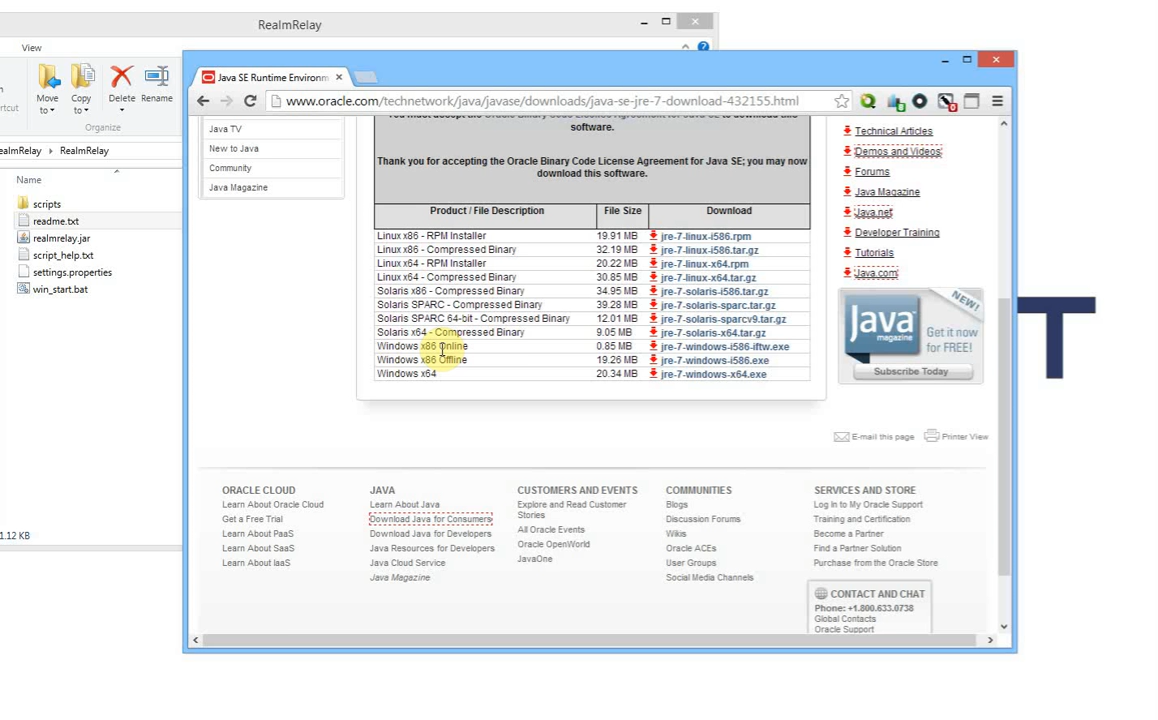 RealmRelay
View
Move to
Copy to
Delete
Rename
Organize
RealmRelay
Name
scripts
readme.txt
realmrelay.jar
script_help.txt
settings.properties
win_start.bat
1.12 KB
Java SE Runtime Environm
www.oracle.com/technetwork/java/javase/downloads/java-se-jre-7-download-432155.html
Java TV
New to Java
Community
Java Magazine
You must accept the Oracle Binary Code License Agreement for Java SE to download this
software.
Thank you for accepting the Oracle Binary Code License Agreement for Java SE; you may now
download this software.
Product / File Description File Size Download
Linux x86 - RPM Installer 19.91 MB jre-7-linux-i586.rpm
Linux x86 - Compressed Binary 32.19 MB jre-7-linux-i586.tar.gz
Linux x64 - RPM Installer 20.22 MB jre-7-linux-x64.rpm
Linux x64 - Compressed Binary 30.85 MB jre-7-linux-x64.tar.gz
Solaris x86 - Compressed Binary 34.95 MB jre-7-solaris-i586.tar.gz
Solaris SPARC - Compressed Binary 39.28 MB jre-7-solaris-sparc.tar.gz
Solaris SPARC 64-bit - Compressed Binary 12.01 MB jre-7-solaris-sparcv9.tar.gz
Solaris x64 - Compressed Binary 9.05 MB jre-7-solaris-x64.tar.gz
Windows x86 Online 0.85 MB jre-7-windows-i586-iftw.exe
Windows x86 Offline 19.26 MB jre-7-windows-i586.exe
Windows x64 20.34 MB jre-7-windows-x64.exe
Technical Articles
Demos and Videos
Forums
Java Magazine
Java.net
Developer Training
Tutorials
Java.com
NEW!
Java magazine
Get it now
for FREE!
Subscribe Today
E-mail this page Printer View
ORACLE CLOUD
Learn About Oracle Cloud
Get a Free Trial
Learn About PaaS
Learn About SaaS
Learn About IaaS
JAVA
Learn About Java
Download Java for Consumers
Download Java for Developers
Java Resources for Developers
Java Cloud Service
Java Magazine
CUSTOMERS AND EVENTS
Explore and Read Customer
Stories
All Oracle Events
Oracle OpenWorld
JavaOne
COMMUNITIES
Blogs
Discussion Forums
Wikis
Oracle ACEs
User Groups
Social Media Channels
SERVICES AND STORE
Log In to My Oracle Support
Training and Certification
Become a Partner
Find a Partner Solution
Purchase from the Oracle Store
CONTACT AND CHAT
Phone: +1.800.633.0738
Global Contacts
Oracle Support
T